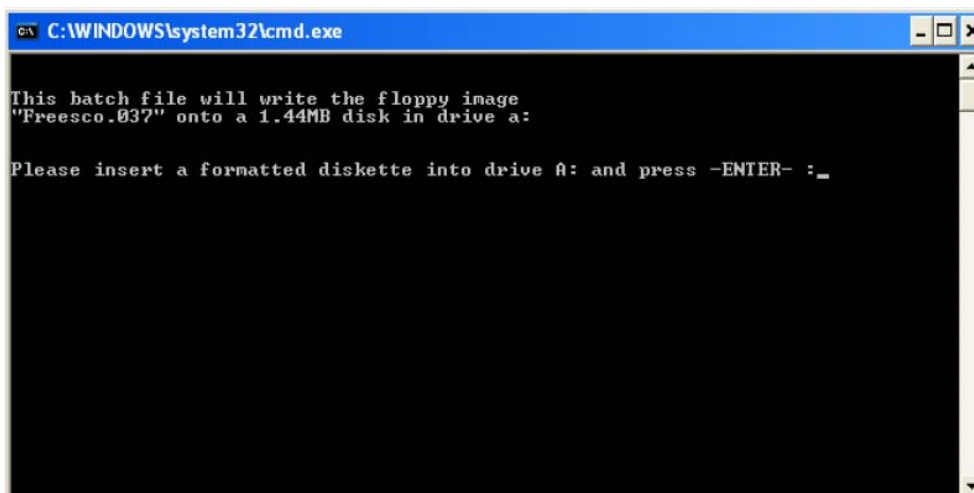 C:\WINDOWS\system32\cmd.exe
This batch file will write the floppy image
"Freesco.037" onto a 1.44MB disk in drive a:
Please insert a formatted diskette into drive A: and press -ENTER- :_